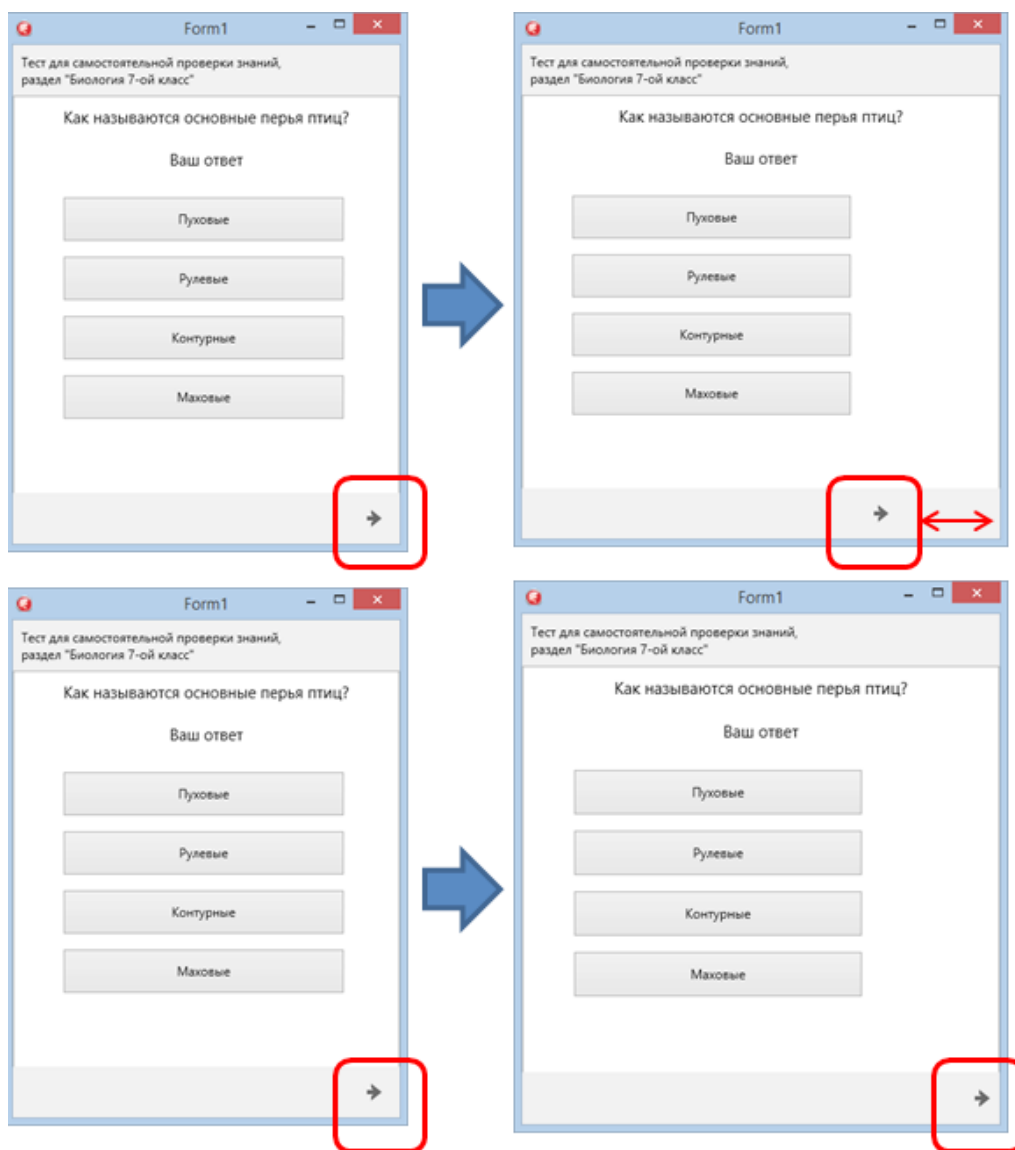 Form1
Тест для самостоятельной проверки знаний,
раздел "Биология 7-ой класс"
Как называются основные перья птиц?
Ваш ответ
Пуховые
Рулевые
Контурные
Маховые
Form1
Тест для самостоятельной проверки знаний,
раздел "Биология 7-ой класс"
Как называются основные перья птиц?
Ваш ответ
Пуховые
Рулевые
Контурные
Маховые
Form1
Тест для самостоятельной проверки знаний,
раздел "Биология 7-ой класс"
Как называются основные перья птиц?
Ваш ответ
Пуховые
Рулевые
Контурные
Маховые
Form1
Тест для самостоятельной проверки знаний,
раздел "Биология 7-ой класс"
Как называются основные перья птиц?
Ваш ответ
Пуховые
Рулевые
Контурные
Маховые